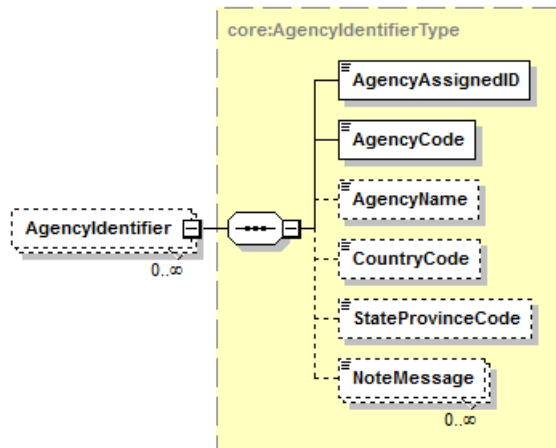 core:AgencyIdentifierType
AgencyAssignedID
AgencyCode
AgencyName
AgencyIdentifier
0..∞
CountryCode
StateProvinceCode
NoteMessage
0..∞